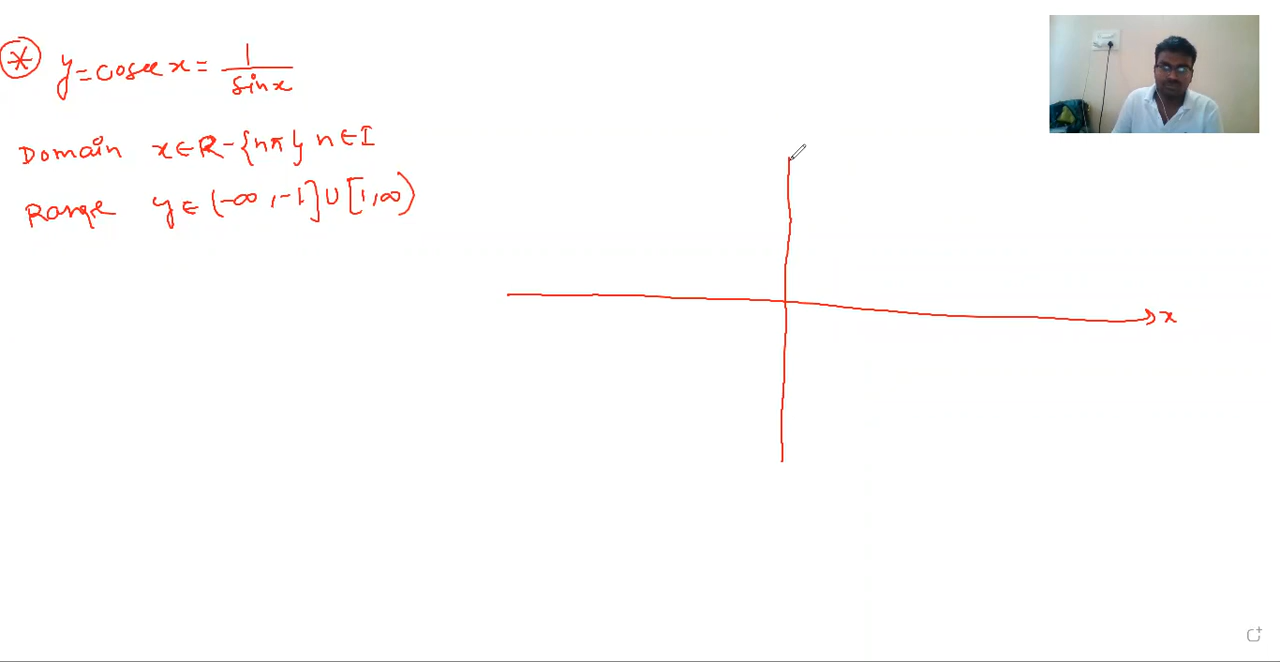 * y = cosec x = 1/sin x
Domain x ∈ R - {nπ} n ∈ I
Range y ∈ (-∞, -1] ∪ [1, ∞)
x